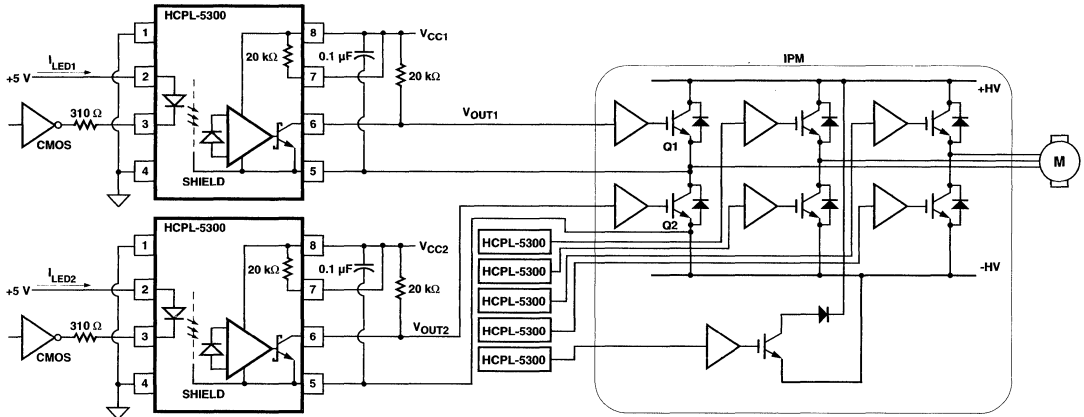 HCPL-5300
1
8
V_CC1
I_LED1
20 kΩ
0.1 µF
20 kΩ
+5 V
2
7
310 Ω
3
6
V_OUT1
CMOS
4
5
SHIELD
IPM
+HV
Q1
M
Q2
-HV
HCPL-5300
1
8
V_CC2
I_LED2
20 kΩ
0.1 µF
20 kΩ
+5 V
2
7
310 Ω
3
6
V_OUT2
CMOS
4
5
SHIELD
HCPL-5300
HCPL-5300
HCPL-5300
HCPL-5300
HCPL-5300